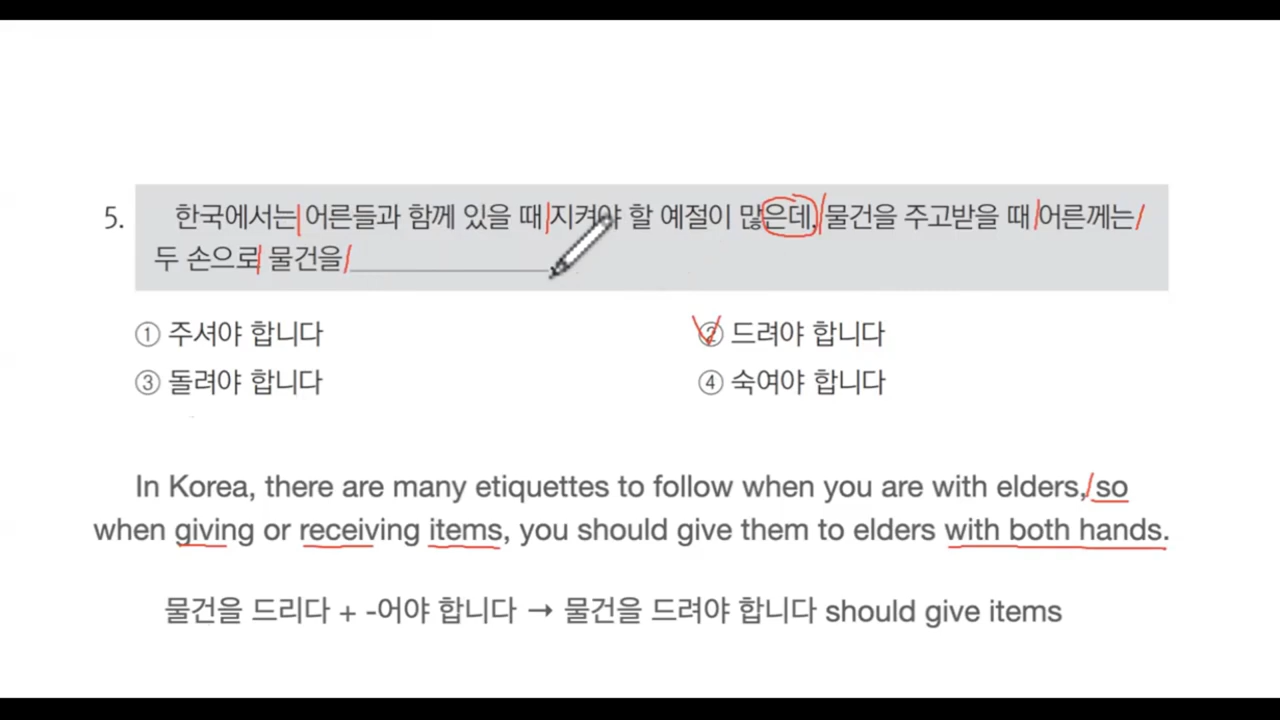 5. 한국에서는 어른들과 함께 있을 때 지켜야 할 예절이 많은데, 물건을 주고받을 때 어른께는
두 손으로 물건을 ____________
① 주셔야 합니다
② 드려야 합니다
③ 돌려야 합니다
④ 숙여야 합니다
In Korea, there are many etiquettes to follow when you are with elders, so
when giving or receiving items, you should give them to elders with both hands.
물건을 드리다 + -어야 합니다 → 물건을 드려야 합니다 should give items